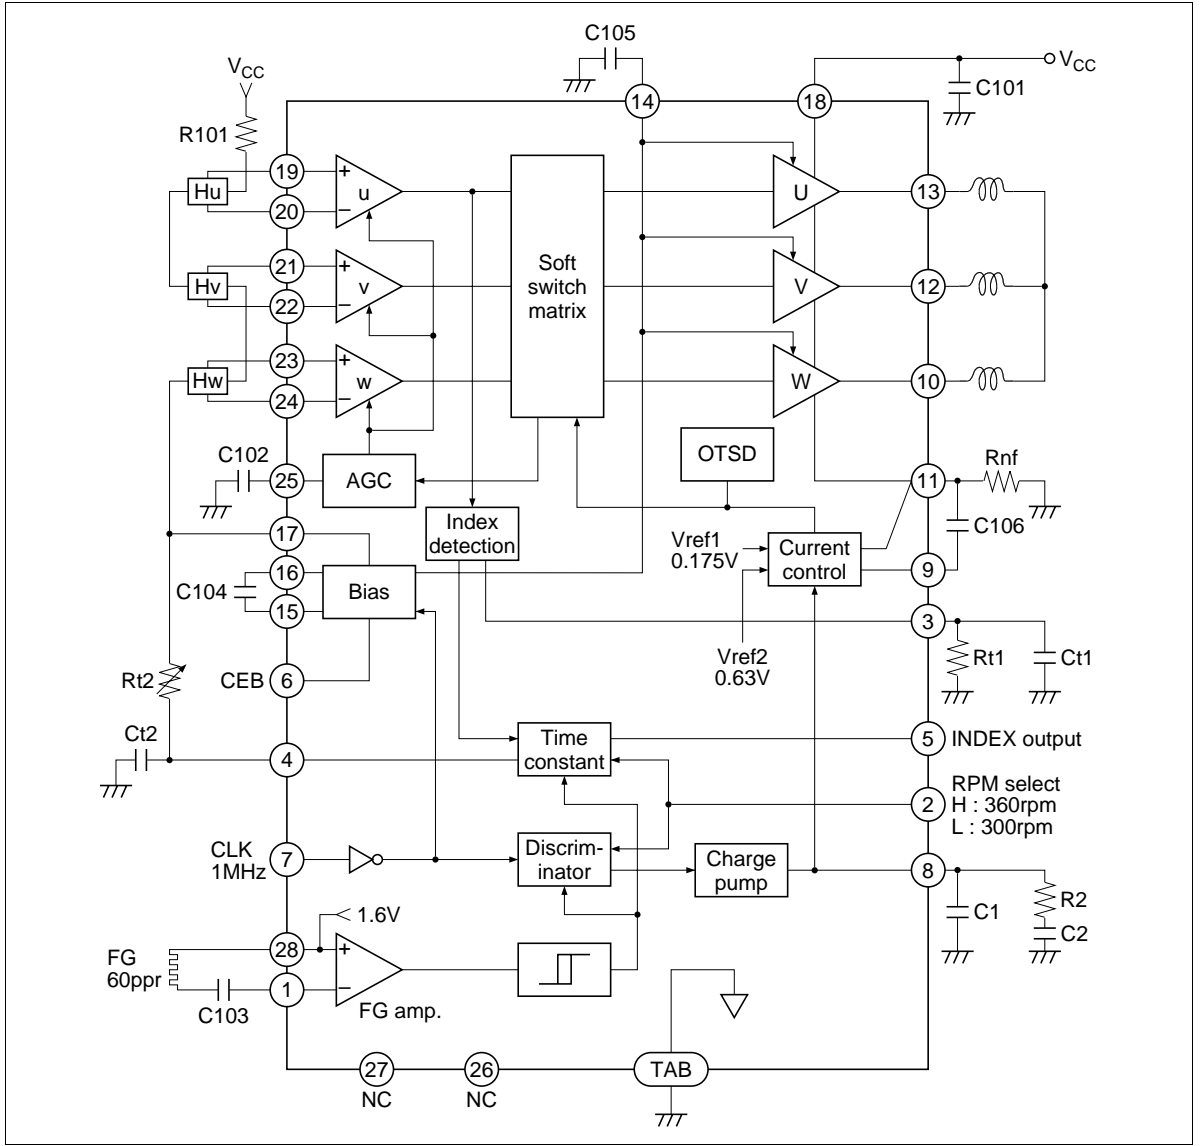 C105
VCC
VCC
C101
R101
14
18
19
Hu
20
u
+
−
U
13
21
Hv
22
v
+
−
Soft
switch
matrix
V
12
23
Hw
24
w
+
−
W
10
C102
25
AGC
OTSD
11
Rnf
17
Index
detection
Vref1
0.175V
Current
control
C106
16
C104
15
Bias
9
3
Vref2
0.63V
Rt1
Ct1
Rt2
CEB
6
Ct2
4
Time
constant
5
INDEX output
2
RPM select
H : 360rpm
L : 300rpm
CLK
1MHz
7
Discrim-
inator
Charge
pump
8
C1
R2
C2
1.6V
FG
60ppr
28
+
−
1
C103
FG amp.
27
NC
26
NC
TAB